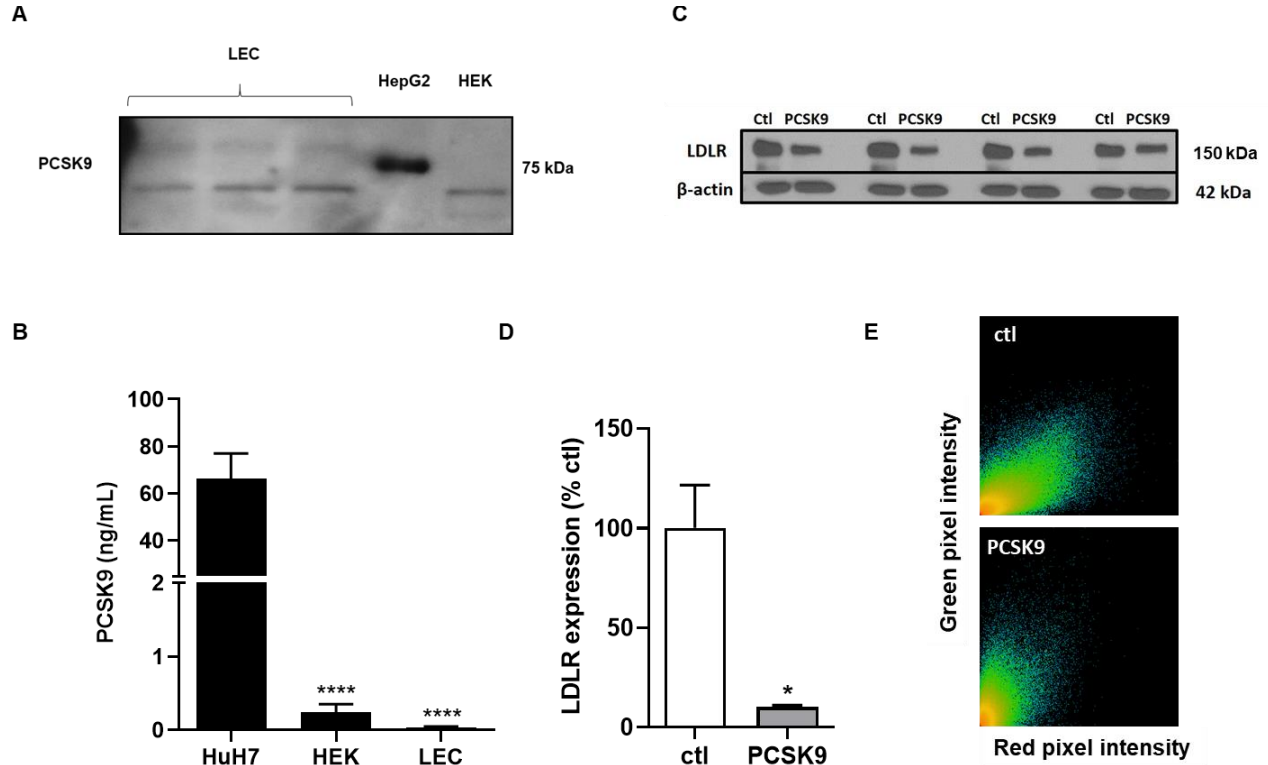 A
LEC
HepG2 HEK
PCSK9
75 kDa
C
Ctl PCSK9 Ctl PCSK9 Ctl PCSK9 Ctl PCSK9
LDLR
150 kDa
β-actin
42 kDa
B
PCSK9 (ng/mL)
100
80
60
40
2
1
0
****
****
HuH7 HEK LEC
D
LDLR expression (% ctl)
150
100
50
0
*
ctl PCSK9
E
Green pixel intensity
ctl
PCSK9
Red pixel intensity